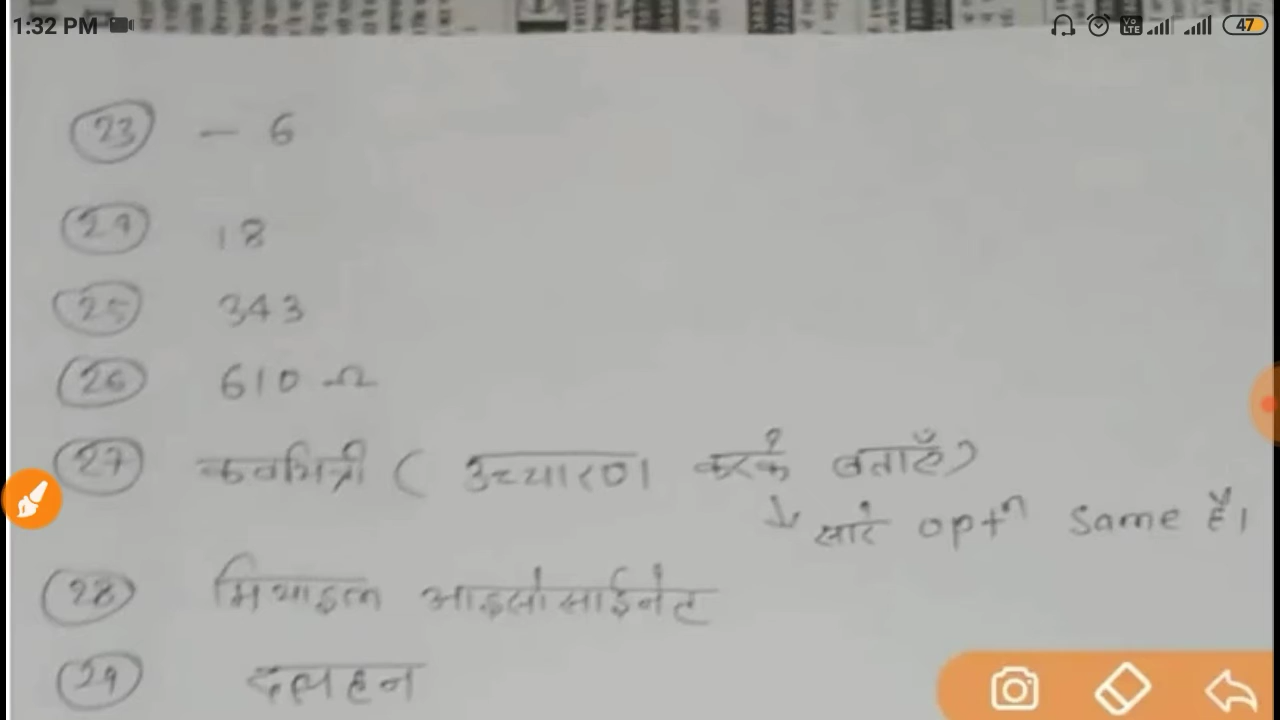 1:32 PM 47
23 - 6
24 18
25 343
26 610 Ω
27 कवयित्री ( उच्चारण करके बताएँ)
↓ सारे optn same है।
28 मिथाइल आइसोसाईनेट
29 दलहन